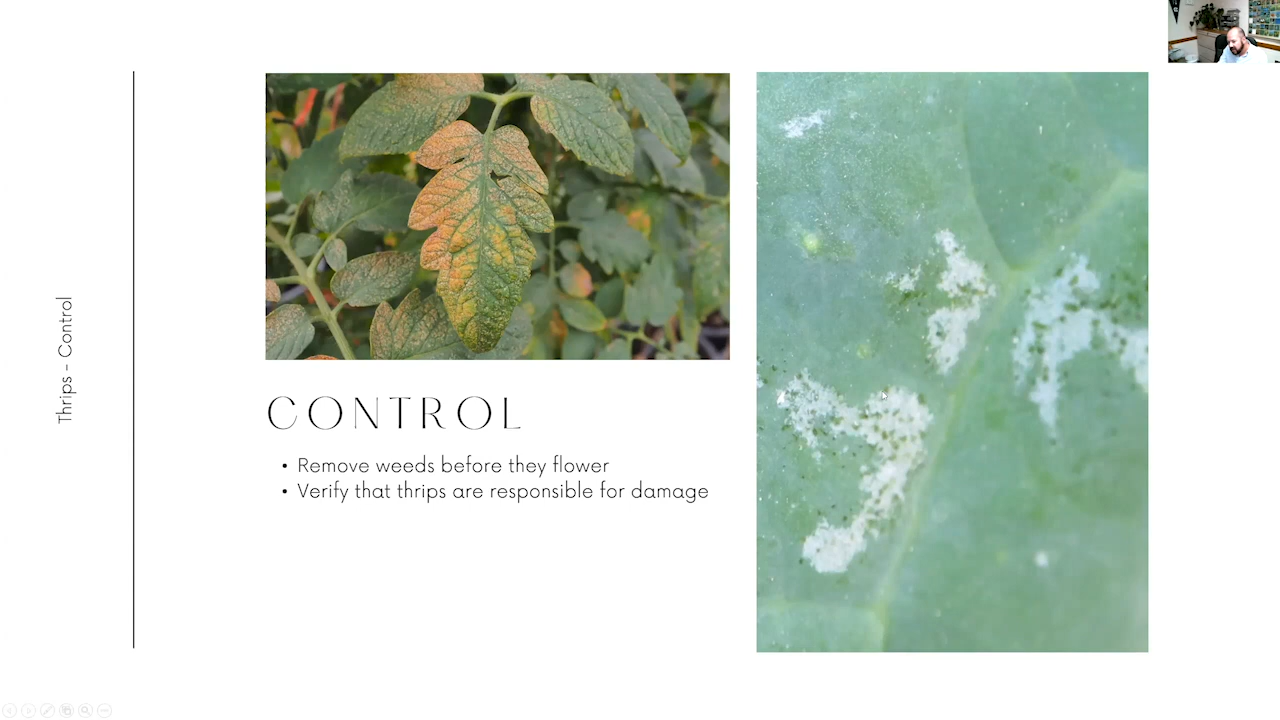 Thrips - Control
CONTROL
• Remove weeds before they flower
• Verify that thrips are responsible for damage